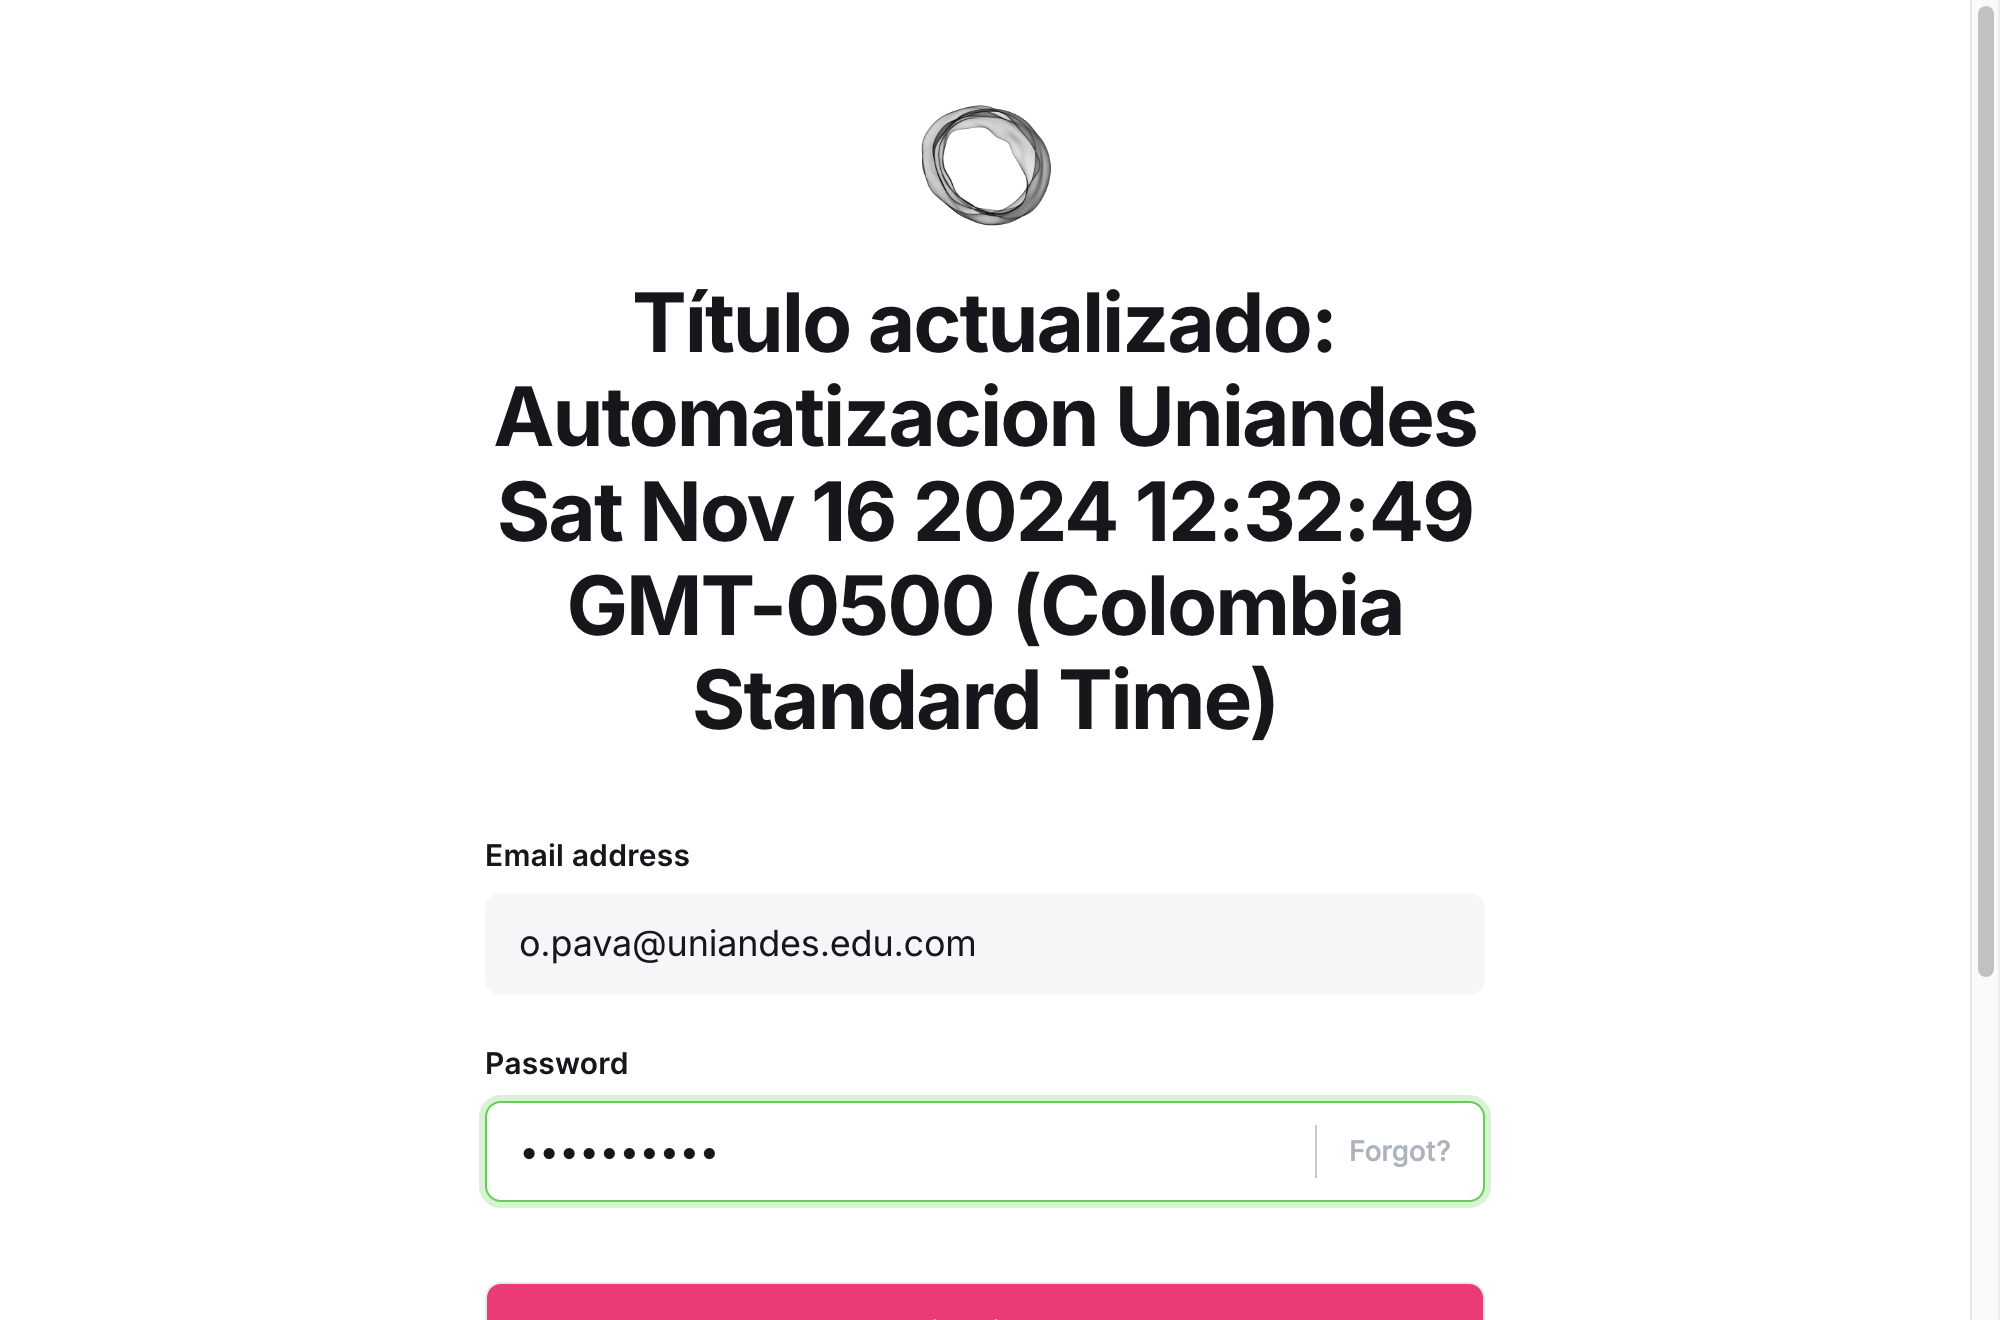 Título actualizado:
Automatizacion Uniandes
Sat Nov 16 2024 12:32:49
GMT-0500 (Colombia
Standard Time)
Email address
o.pava@uniandes.edu.com
Password
••••••••••
Forgot?